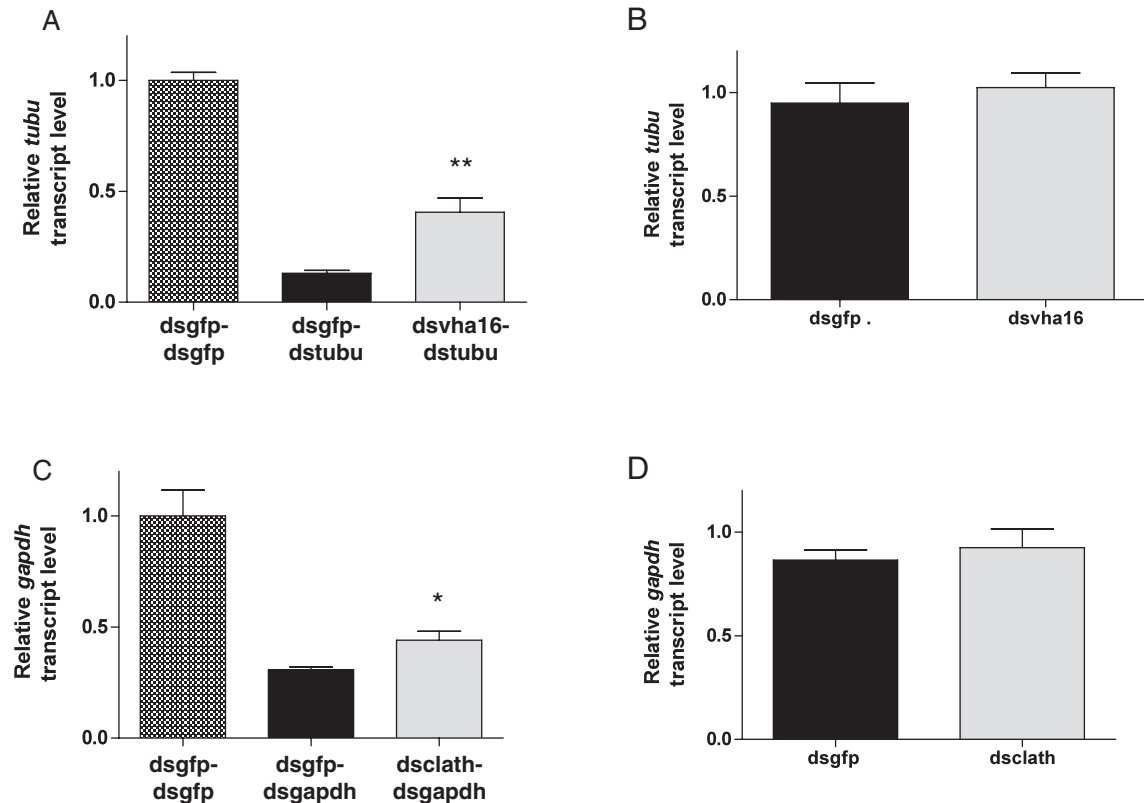 A
Relative tubu
transcript level
1.0
0.5
0.0
**
dsgfp-
dsgfp
dsgfp-
dstubu
dsvha16-
dstubu
B
Relative tubu
transcript level
1.0
0.5
0.0
dsgfp .
dsvha16
C
Relative gapdh
transcript level
1.0
0.5
0.0
*
dsgfp-
dsgfp
dsgfp-
dsgapdh
dsclath-
dsgapdh
D
Relative gapdh
transcript level
1.0
0.5
0.0
dsgfp
dsclath